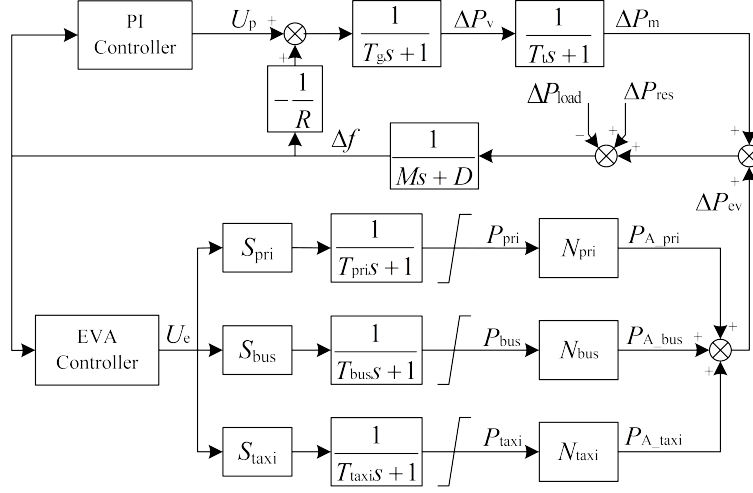 PI
Controller
U_p
+
+
1
T_g s + 1
ΔP_v
1
T_t s + 1
ΔP_m
-1/R
ΔP_load
ΔP_res
-
+
+
+
+
Δf
1
Ms + D
ΔP_ev
S_pri
1
T_pri s + 1
P_pri
N_pri
P_A_pri
EVA
Controller
U_e
S_bus
1
T_bus s + 1
P_bus
N_bus
P_A_bus
+
+
+
S_taxi
1
T_taxi s + 1
P_taxi
N_taxi
P_A_taxi